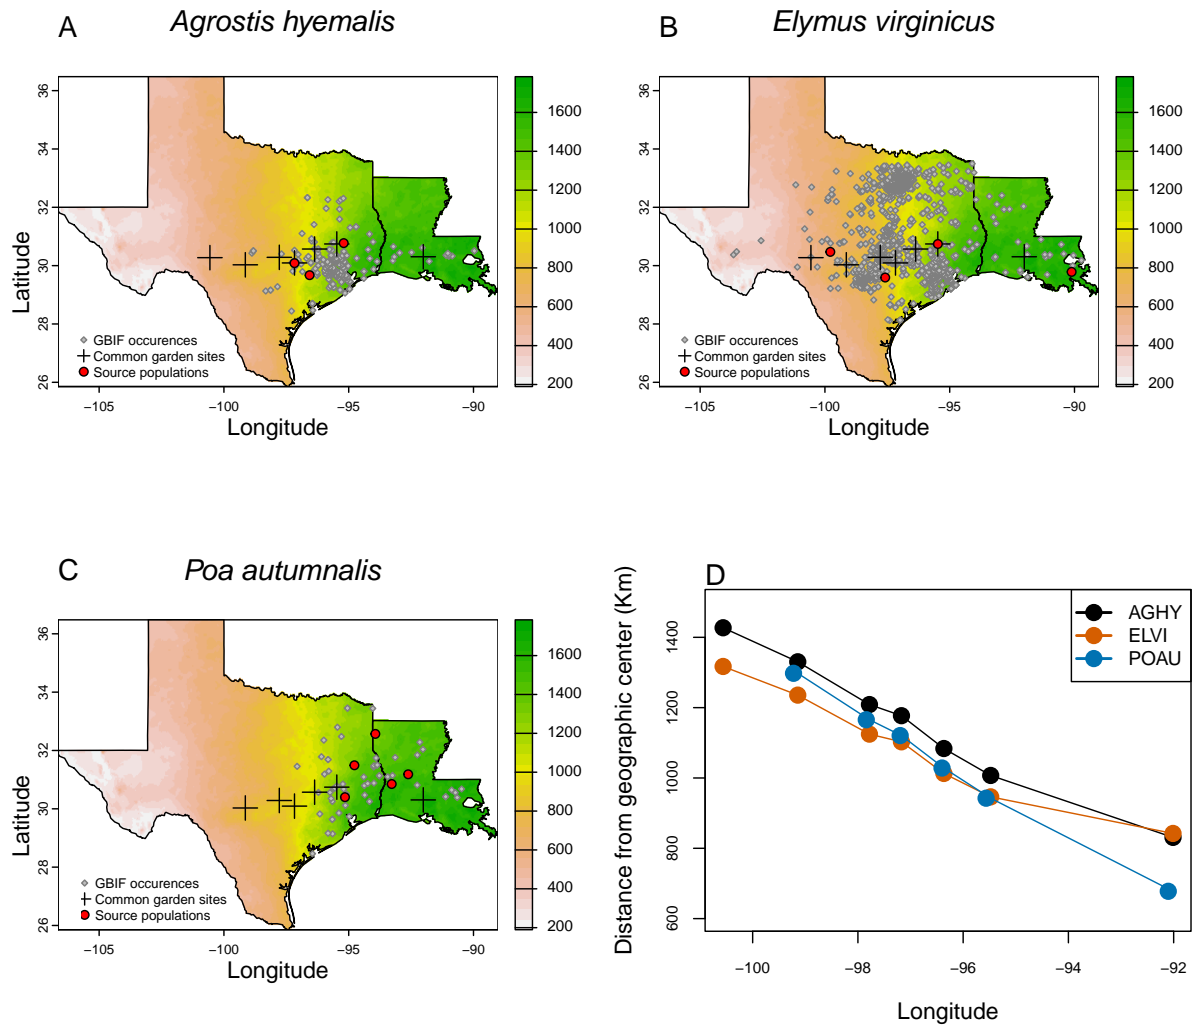 A
Agrostis hyemalis
36
34
32
30
28
26
Latitude
GBIF occurences
Common garden sites
Source populations
−105
−100
−95
−90
Longitude
1600
1400
1200
1000
800
600
400
200
B
Elymus virginicus
36
34
32
30
28
26
Latitude
GBIF occurences
Common garden sites
Source populations
−105
−100
−95
−90
Longitude
1600
1400
1200
1000
800
600
400
200
C
Poa autumnalis
36
34
32
30
28
26
Latitude
GBIF occurences
Common garden sites
Source populations
−105
−100
−95
−90
Longitude
1600
1400
1200
1000
800
600
400
200
D
Distance from geographic center (Km)
1400
1200
1000
800
600
AGHY
ELVI
POAU
−100
−98
−96
−94
−92
Longitude